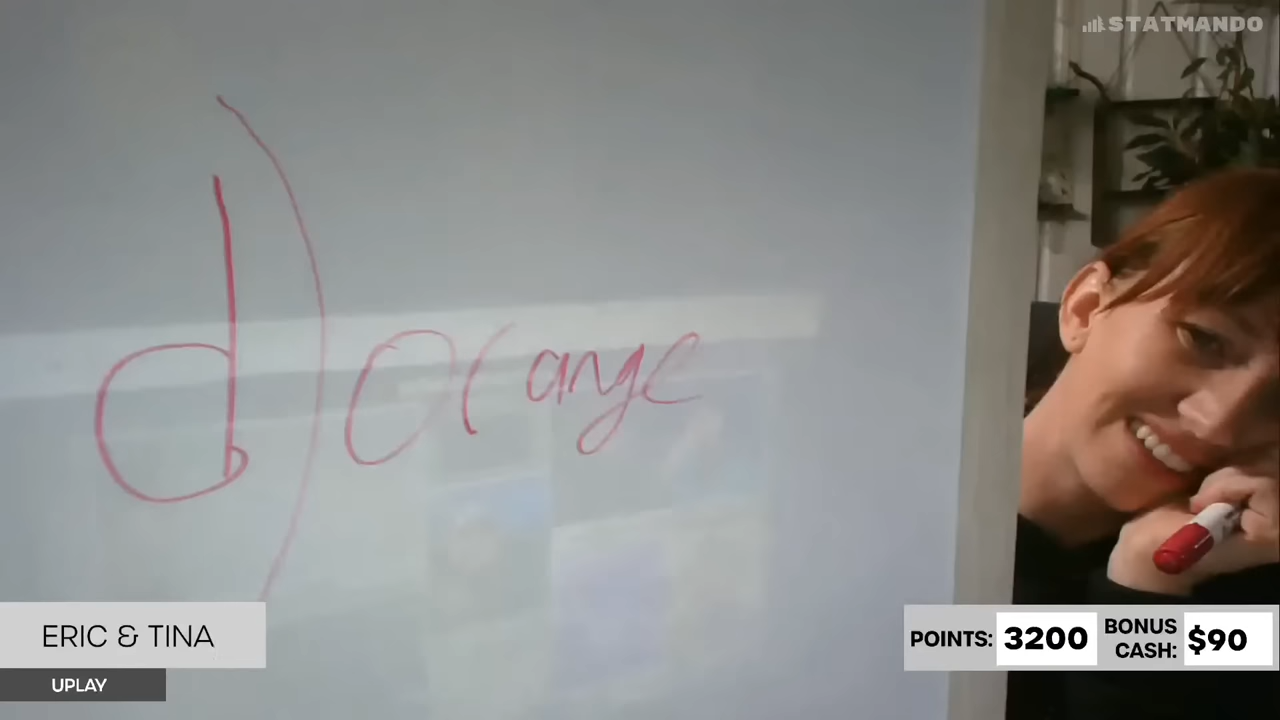 STATMANDO
d) Orange
ERIC & TINA
UPLAY
POINTS: 3200
BONUS CASH: $90